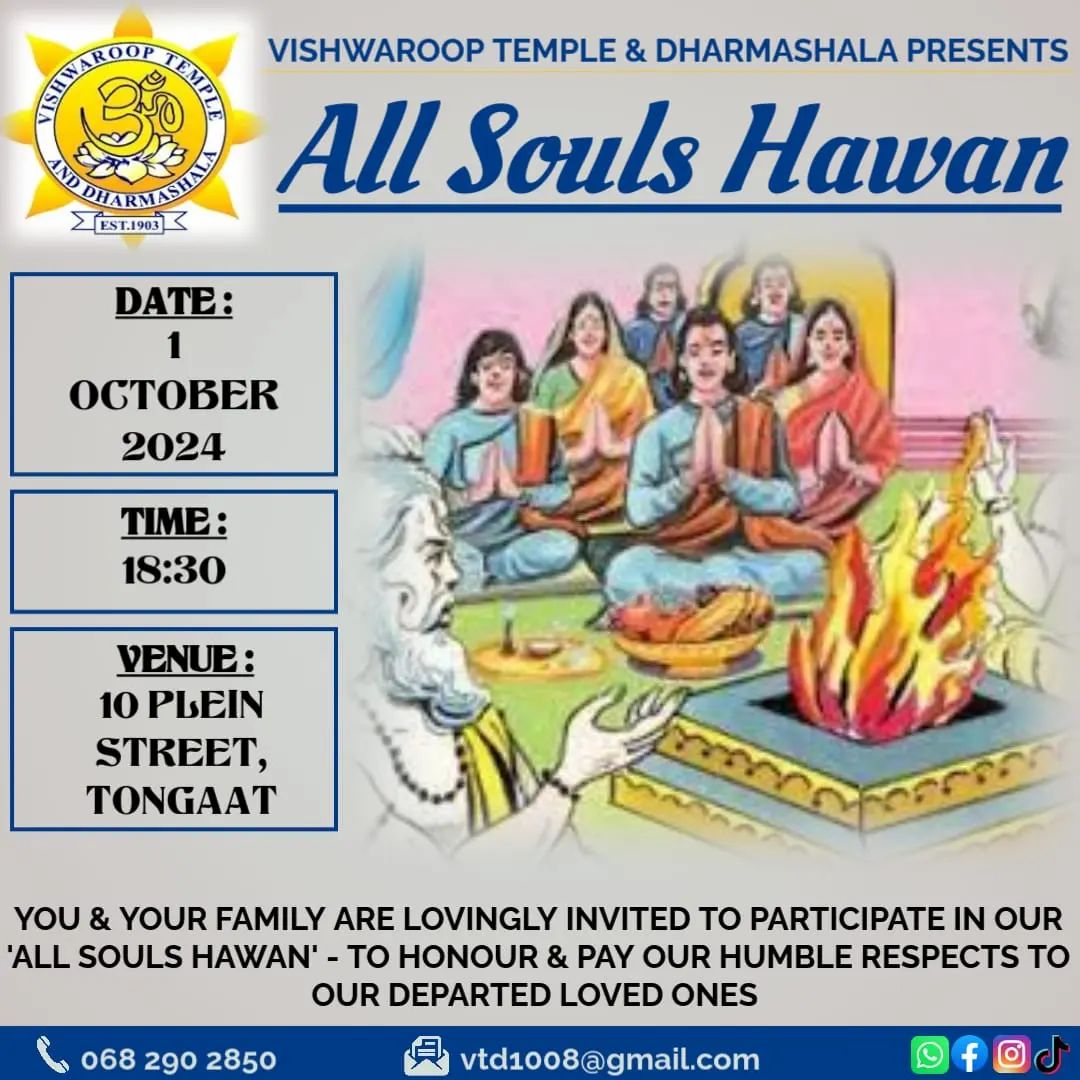 VISHWAROOP TEMPLE
AND DHARMASHALA
ॐ
EST.1903
VISHWAROOP TEMPLE & DHARMASHALA PRESENTS
All Souls Hawan
DATE :
1
OCTOBER
2024
TIME :
18:30
VENUE :
10 PLEIN
STREET,
TONGAAT
YOU & YOUR FAMILY ARE LOVINGLY INVITED TO PARTICIPATE IN OUR
'ALL SOULS HAWAN' - TO HONOUR & PAY OUR HUMBLE RESPECTS TO
OUR DEPARTED LOVED ONES
068 290 2850
vtd1008@gmail.com